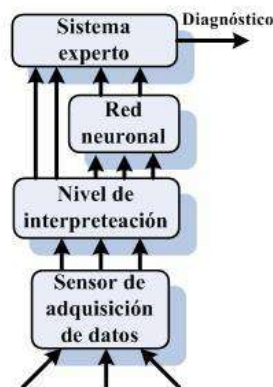 Sistema
experto
Diagnóstico
Red
neuronal
Nivel de
interpreteación
Sensor de
adquisición
de datos